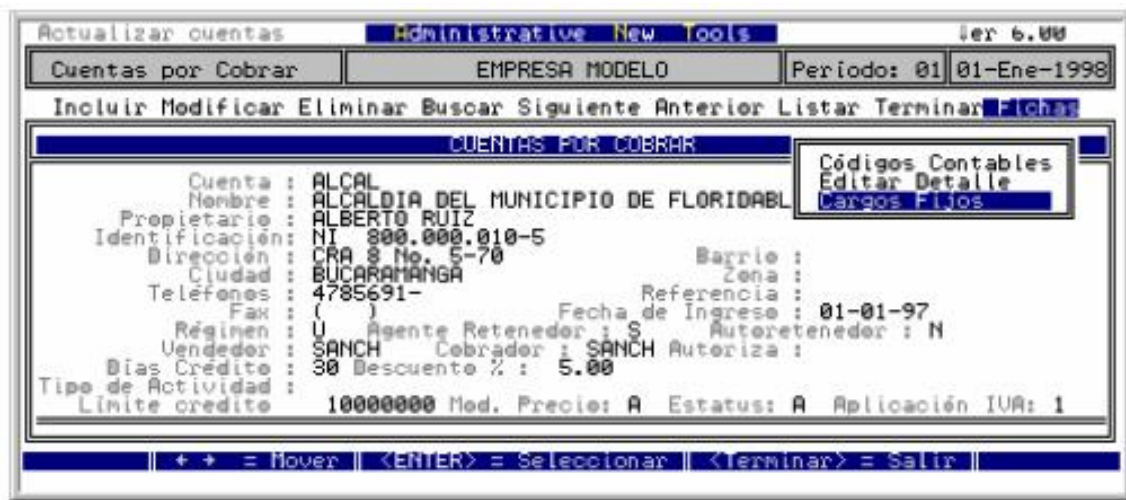 Actualizar cuentas Administrative New Tools Ver 6.00
Cuentas por Cobrar EMPRESA MODELO Período: 01 01-Ene-1998
Incluir Modificar Eliminar Buscar Siguiente Anterior Listar Terminar Fichas
CUENTAS POR COBRAR
Códigos Contables
Editar Detalle
Cargos Fijos
Cuenta : ALCAL
Nombre : ALCALDIA DEL MUNICIPIO DE FLORIDABL
Propietario : ALBERTO RUIZ
Identificación: NI 800.000.010-5
Dirección : CRA 8 No. 5-70 Barrio :
Ciudad : BUCARAMANGA Zona :
Teléfonos : 4785691- Referencia :
Fax : ( ) Fecha de Ingreso : 01-01-97
Régimen : U Agente Retenedor : S Autoretenedor : N
Vendedor : SANCH Cobrador : SANCH Autoriza :
Días Crédito : 30 Descuento % : 5.00
Tipo de Actividad :
Límite credito 10000000 Mod. Precio: A Estatus: A Aplicación IVA: 1
← → = Mover <ENTER> = Seleccionar <Terminar> = Salir